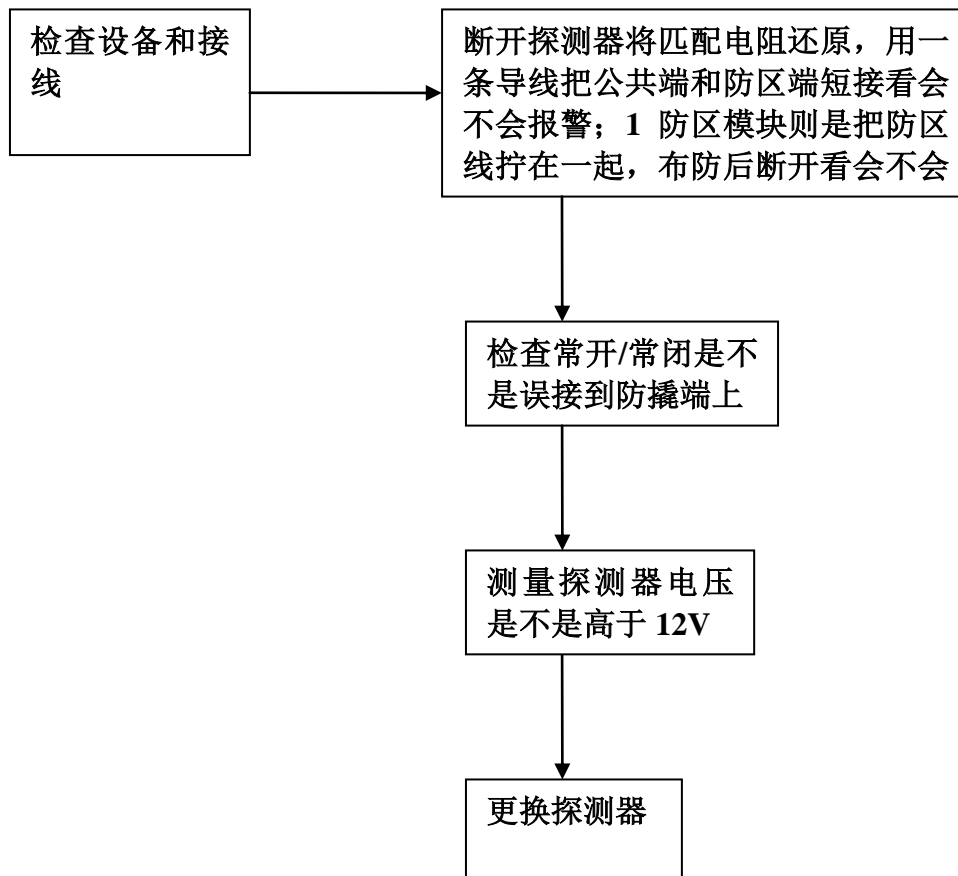 检查设备和接
线
断开探测器将匹配电阻还原，用一
条导线把公共端和防区端短接看会
不会报警；1 防区模块则是把防区
线拧在一起，布防后断开看会不会
检查常开/常闭是不
是误接到防撬端上
测量探测器电压
是不是高于 12V
更换探测器